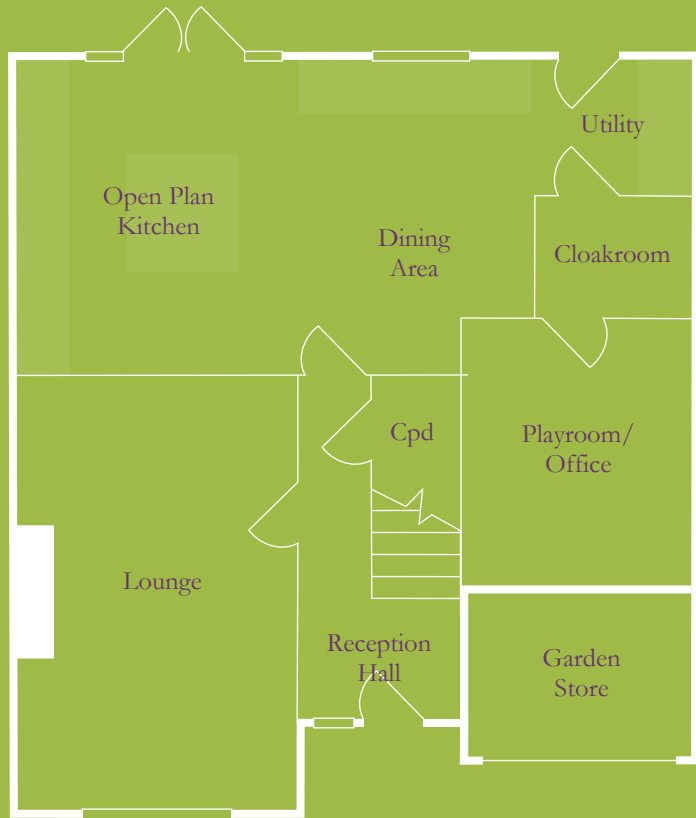 Utility
Open Plan
Kitchen
Dining
Area
Cloakroom
Cpd
Playroom/
Office
Lounge
Reception
Hall
Garden
Store